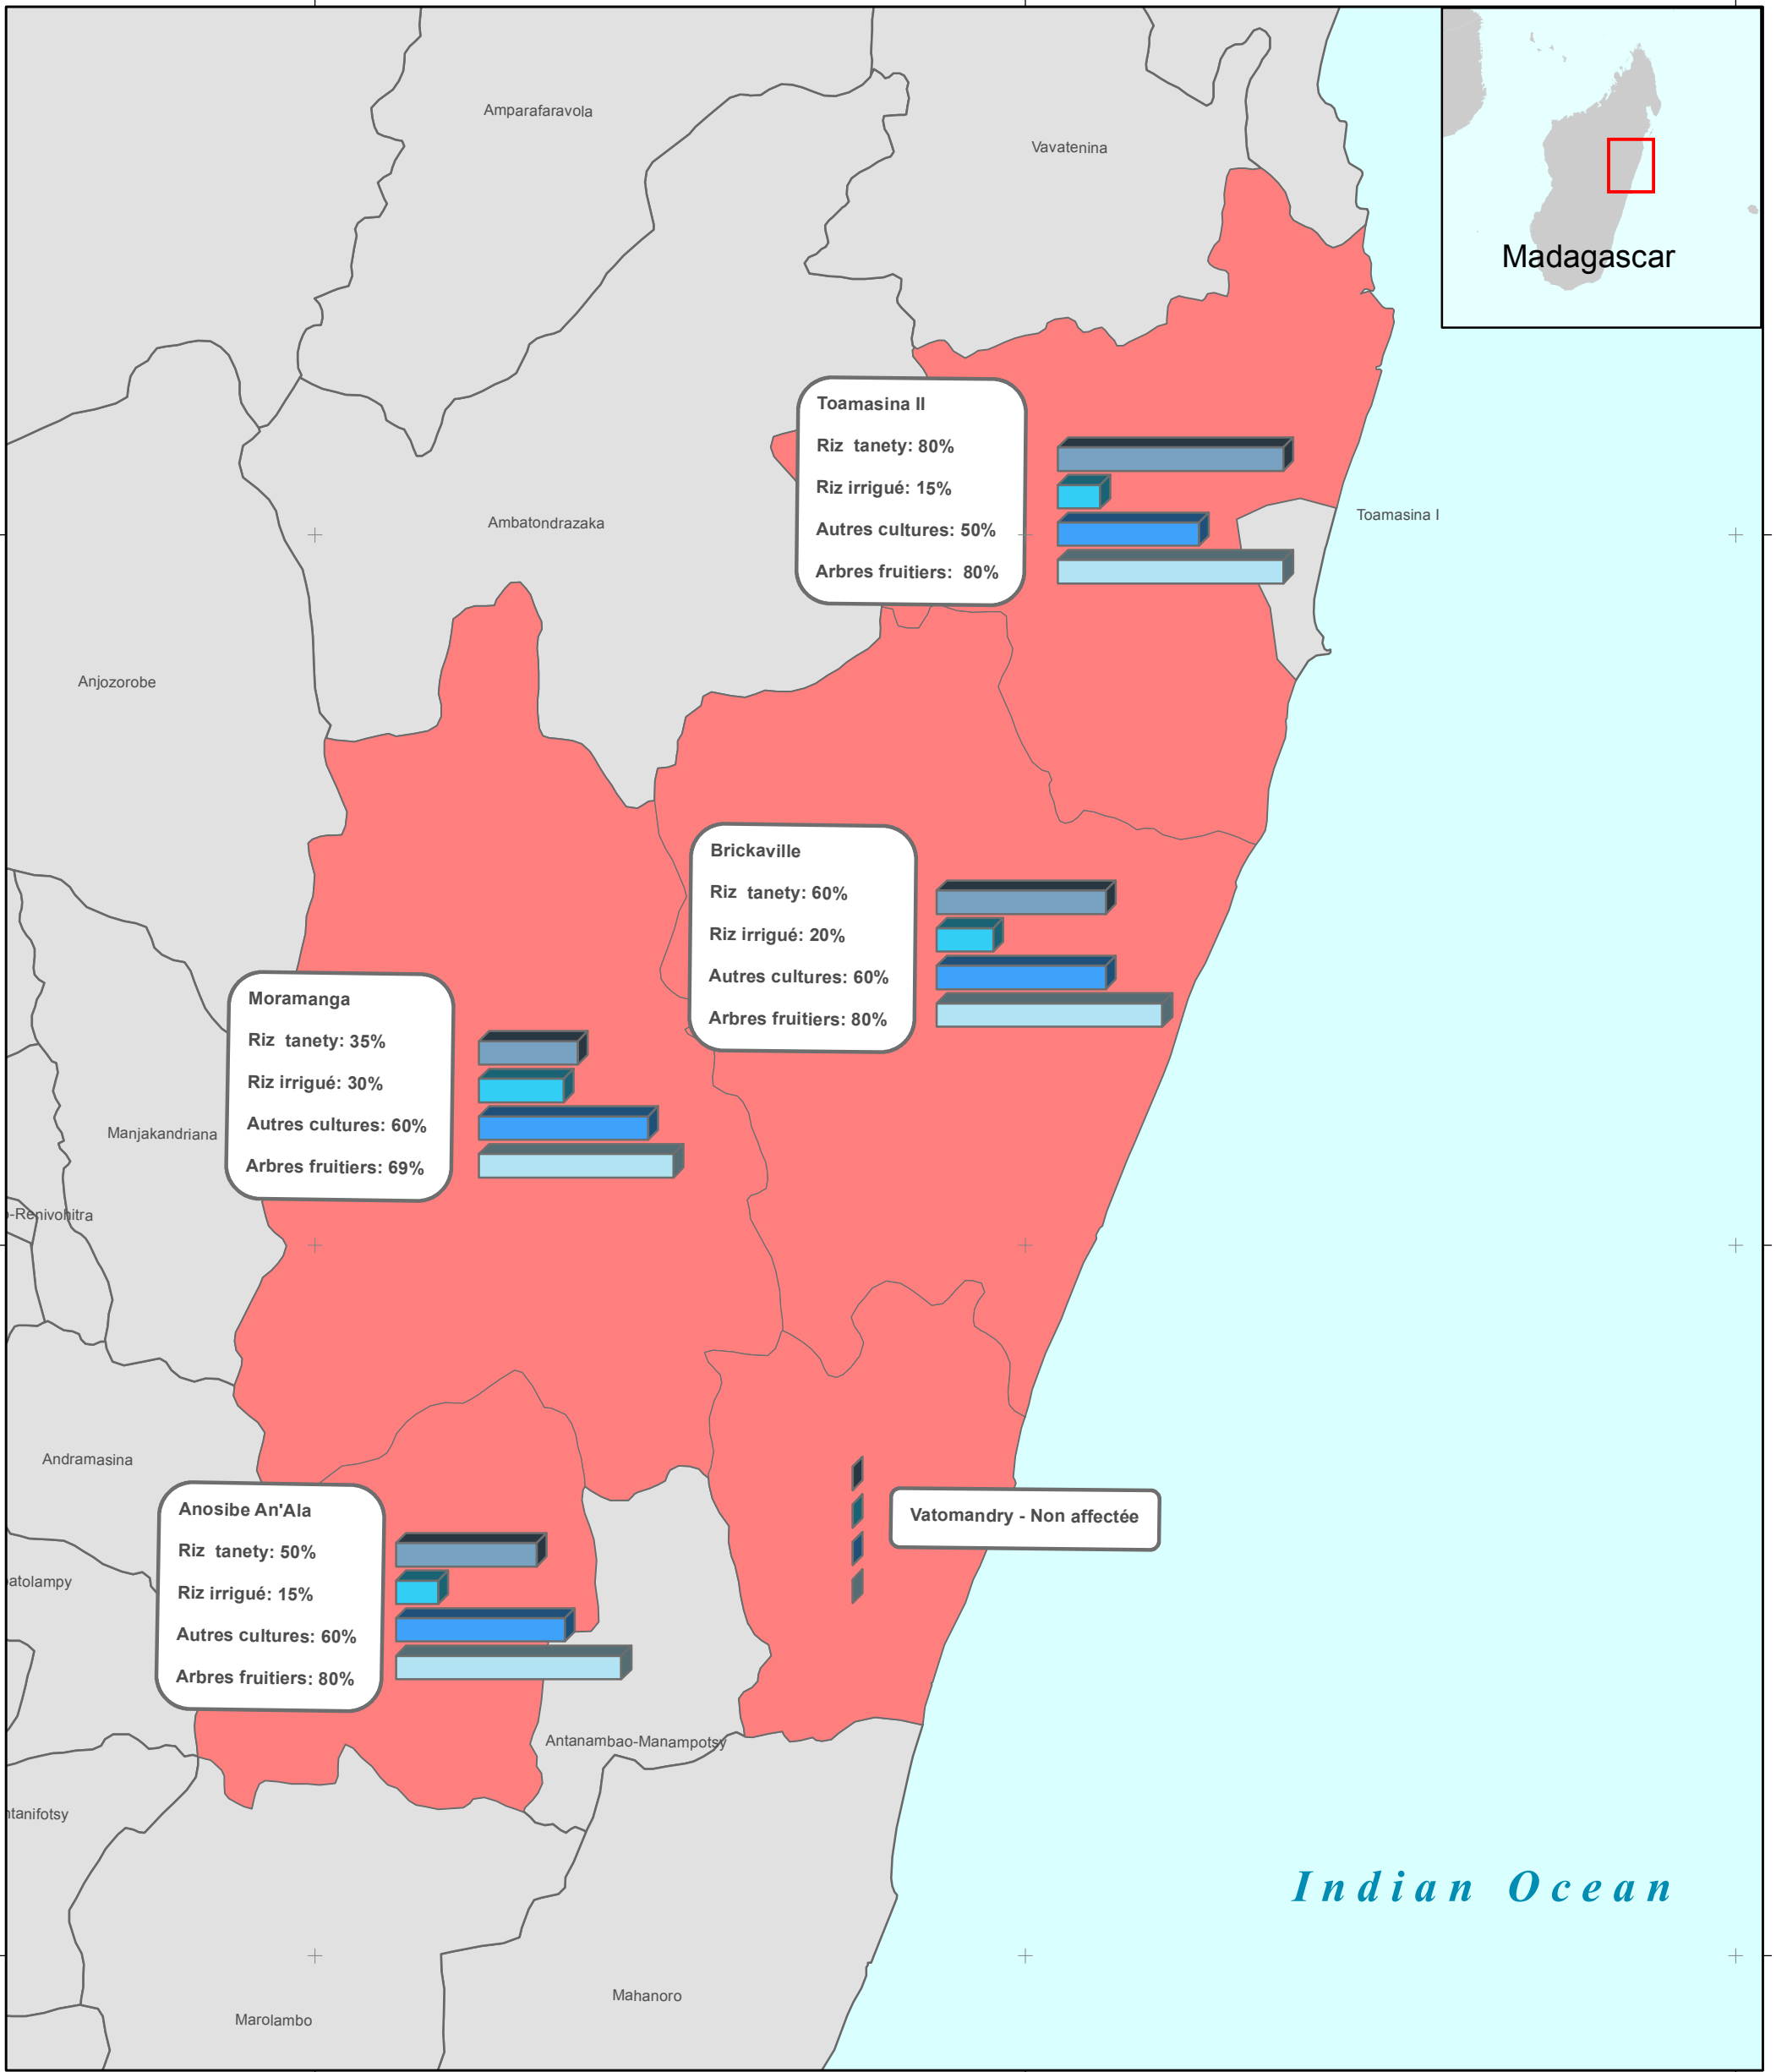 Amparafaravola
Vavatenina
Madagascar
Toamasina II
Riz tanety: 80%
Riz irrigué: 15%
Autres cultures: 50%
Arbres fruitiers: 80%
Toamasina I
Ambatondrazaka
Anjozorobe
Brickaville
Riz tanety: 60%
Riz irrigué: 20%
Autres cultures: 60%
Arbres fruitiers: 80%
Moramanga
Riz tanety: 35%
Riz irrigué: 30%
Autres cultures: 60%
Arbres fruitiers: 69%
Manjakandriana
o-Renivohitra
Andramasina
Anosibe An'Ala
Riz tanety: 50%
Riz irrigué: 15%
Autres cultures: 60%
Arbres fruitiers: 80%
Vatomandry - Non affectée
atolampy
Antanambao-Manampotsy
ntanifotsy
Indian Ocean
Mahanoro
Marolambo